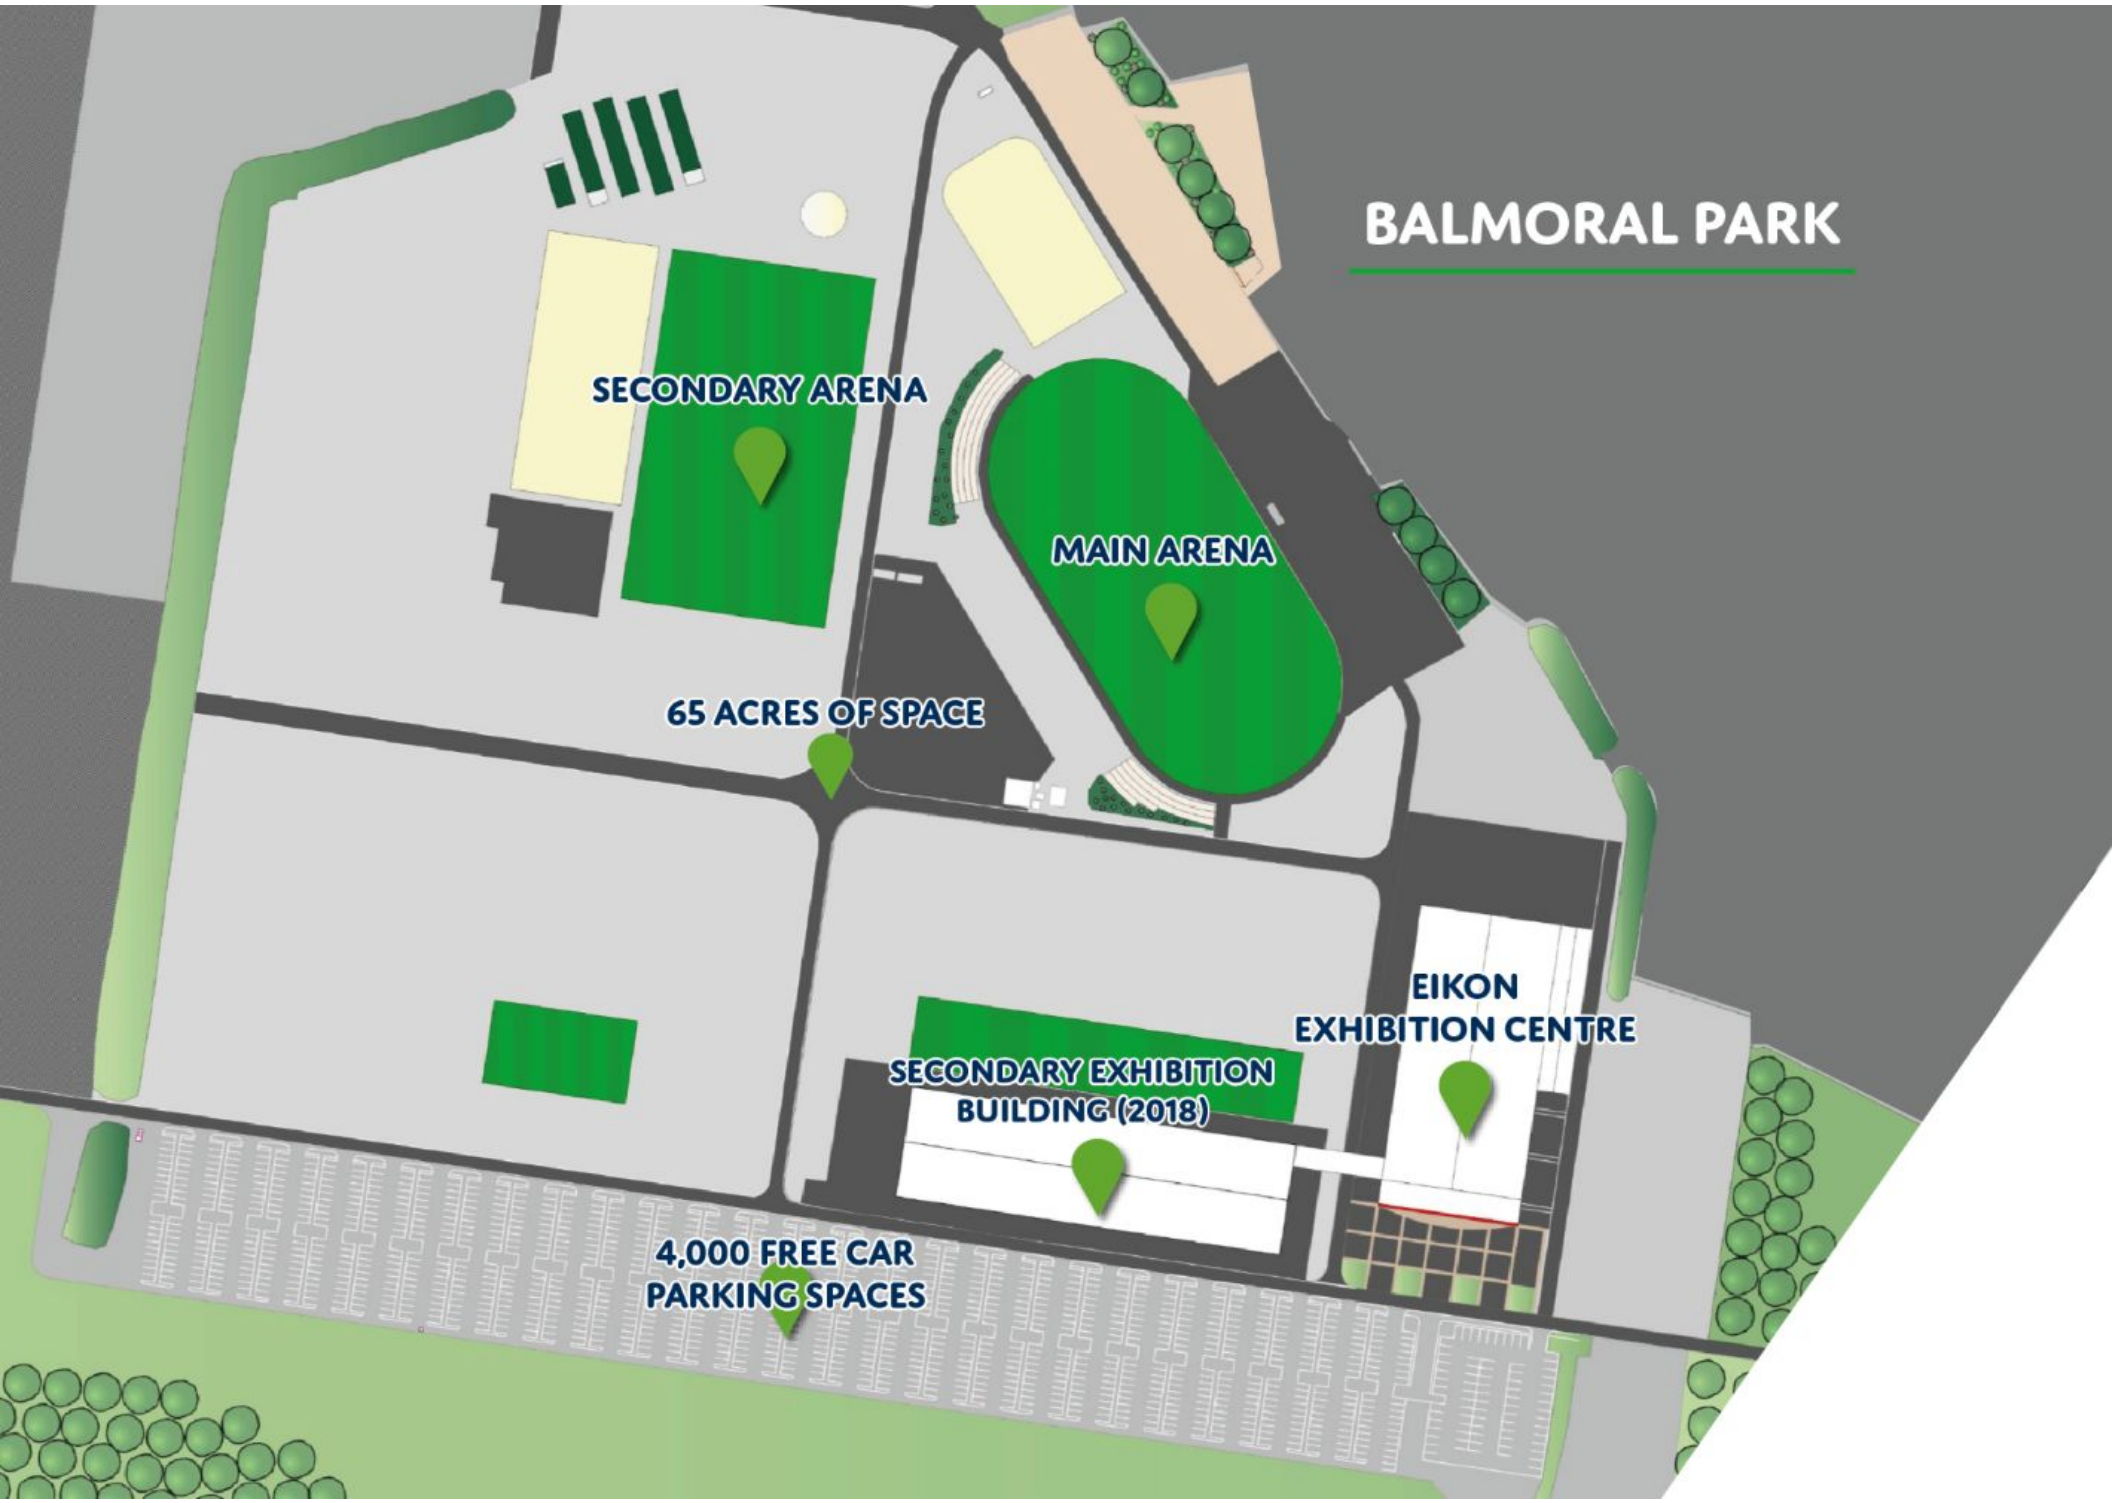 BALMORAL PARK
SECONDARY ARENA
MAIN ARENA
65 ACRES OF SPACE
EIKON
EXHIBITION CENTRE
SECONDARY EXHIBITION
BUILDING (2018)
4,000 FREE CAR
PARKING SPACES